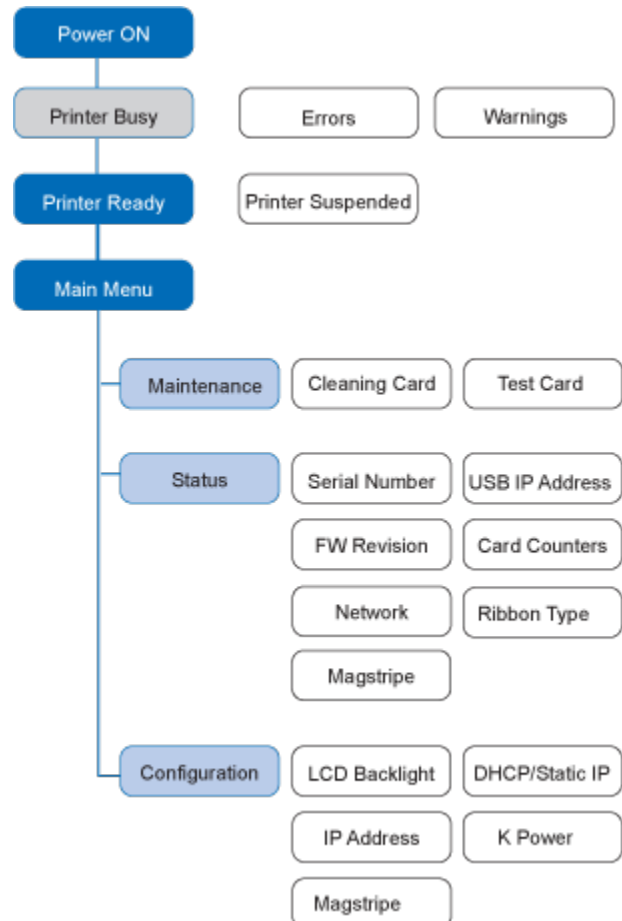 Power ON
Printer Busy
Errors
Warnings
Printer Ready
Printer Suspended
Main Menu
Maintenance
Cleaning Card
Test Card
Status
Serial Number
USB IP Address
FW Revision
Card Counters
Network
Ribbon Type
Magstripe
Configuration
LCD Backlight
DHCP/Static IP
IP Address
K Power
Magstripe